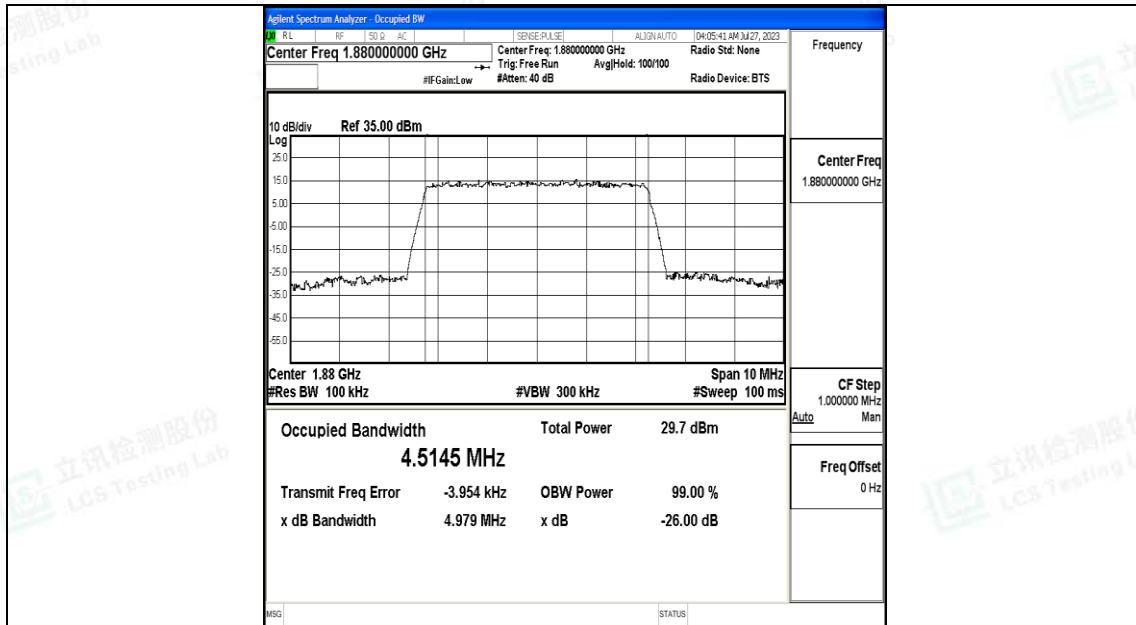 Agilent Spectrum Analyzer - Occupied BW
LXI RL RF 50 Ω AC SENSE:PULSE ALIGN AUTO 04:05:41 AM Jul 27, 2023
Center Freq 1.880000000 GHz
Center Freq: 1.880000000 GHz
Radio Std: None
Trig: Free Run Avg|Hold: 100/100
#IFGain:Low
#Atten: 40 dB
Radio Device: BTS
Frequency
10 dB/div Ref 35.00 dBm
Log
25.0
15.0
5.00
-5.00
-15.0
-25.0
-35.0
-45.0
-55.0
Center 1.88 GHz
Span 10 MHz
#Res BW 100 kHz
#VBW 300 kHz
#Sweep 100 ms
Center Freq
1.880000000 GHz
CF Step
1.000000 MHz
Auto Man
Freq Offset
0 Hz
Occupied Bandwidth
Total Power 29.7 dBm
4.5145 MHz
Transmit Freq Error -3.954 kHz OBW Power 99.00 %
x dB Bandwidth 4.979 MHz x dB -26.00 dB
MSG STATUS
立讯检测股份
LCS Testing Lab